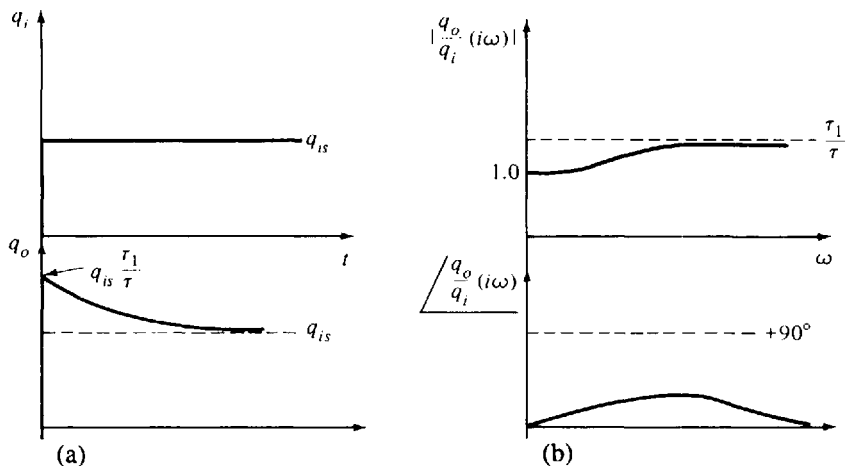 q_i
q_is
t
q_o
q_is τ_1/τ
q_is
(a)
|q_o/q_i (iω)|
τ_1/τ
1.0
ω
∠ q_o/q_i (iω)
+90°
(b)